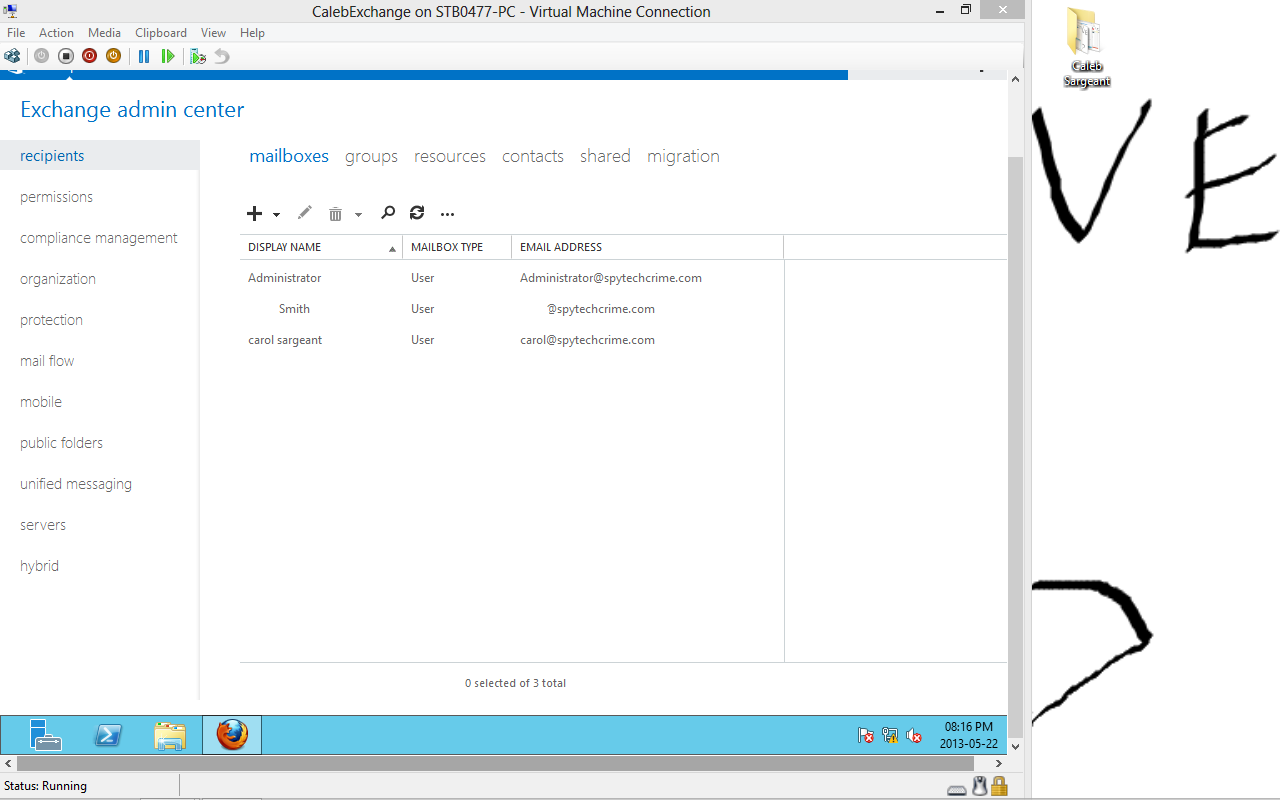 CalebExchange on STB0477-PC - Virtual Machine Connection
File Action Media Clipboard View Help
Caleb
Sargeant
Exchange admin center
V E
recipients
mailboxes groups resources contacts shared migration
permissions
compliance management
organization
protection
mail flow
mobile
public folders
unified messaging
servers
hybrid
DISPLAY NAME MAILBOX TYPE EMAIL ADDRESS
Administrator User Administrator@spytechcrime.com
Smith User @spytechcrime.com
carol sargeant User carol@spytechcrime.com
0 selected of 3 total
08:16 PM
2013-05-22
Status: Running